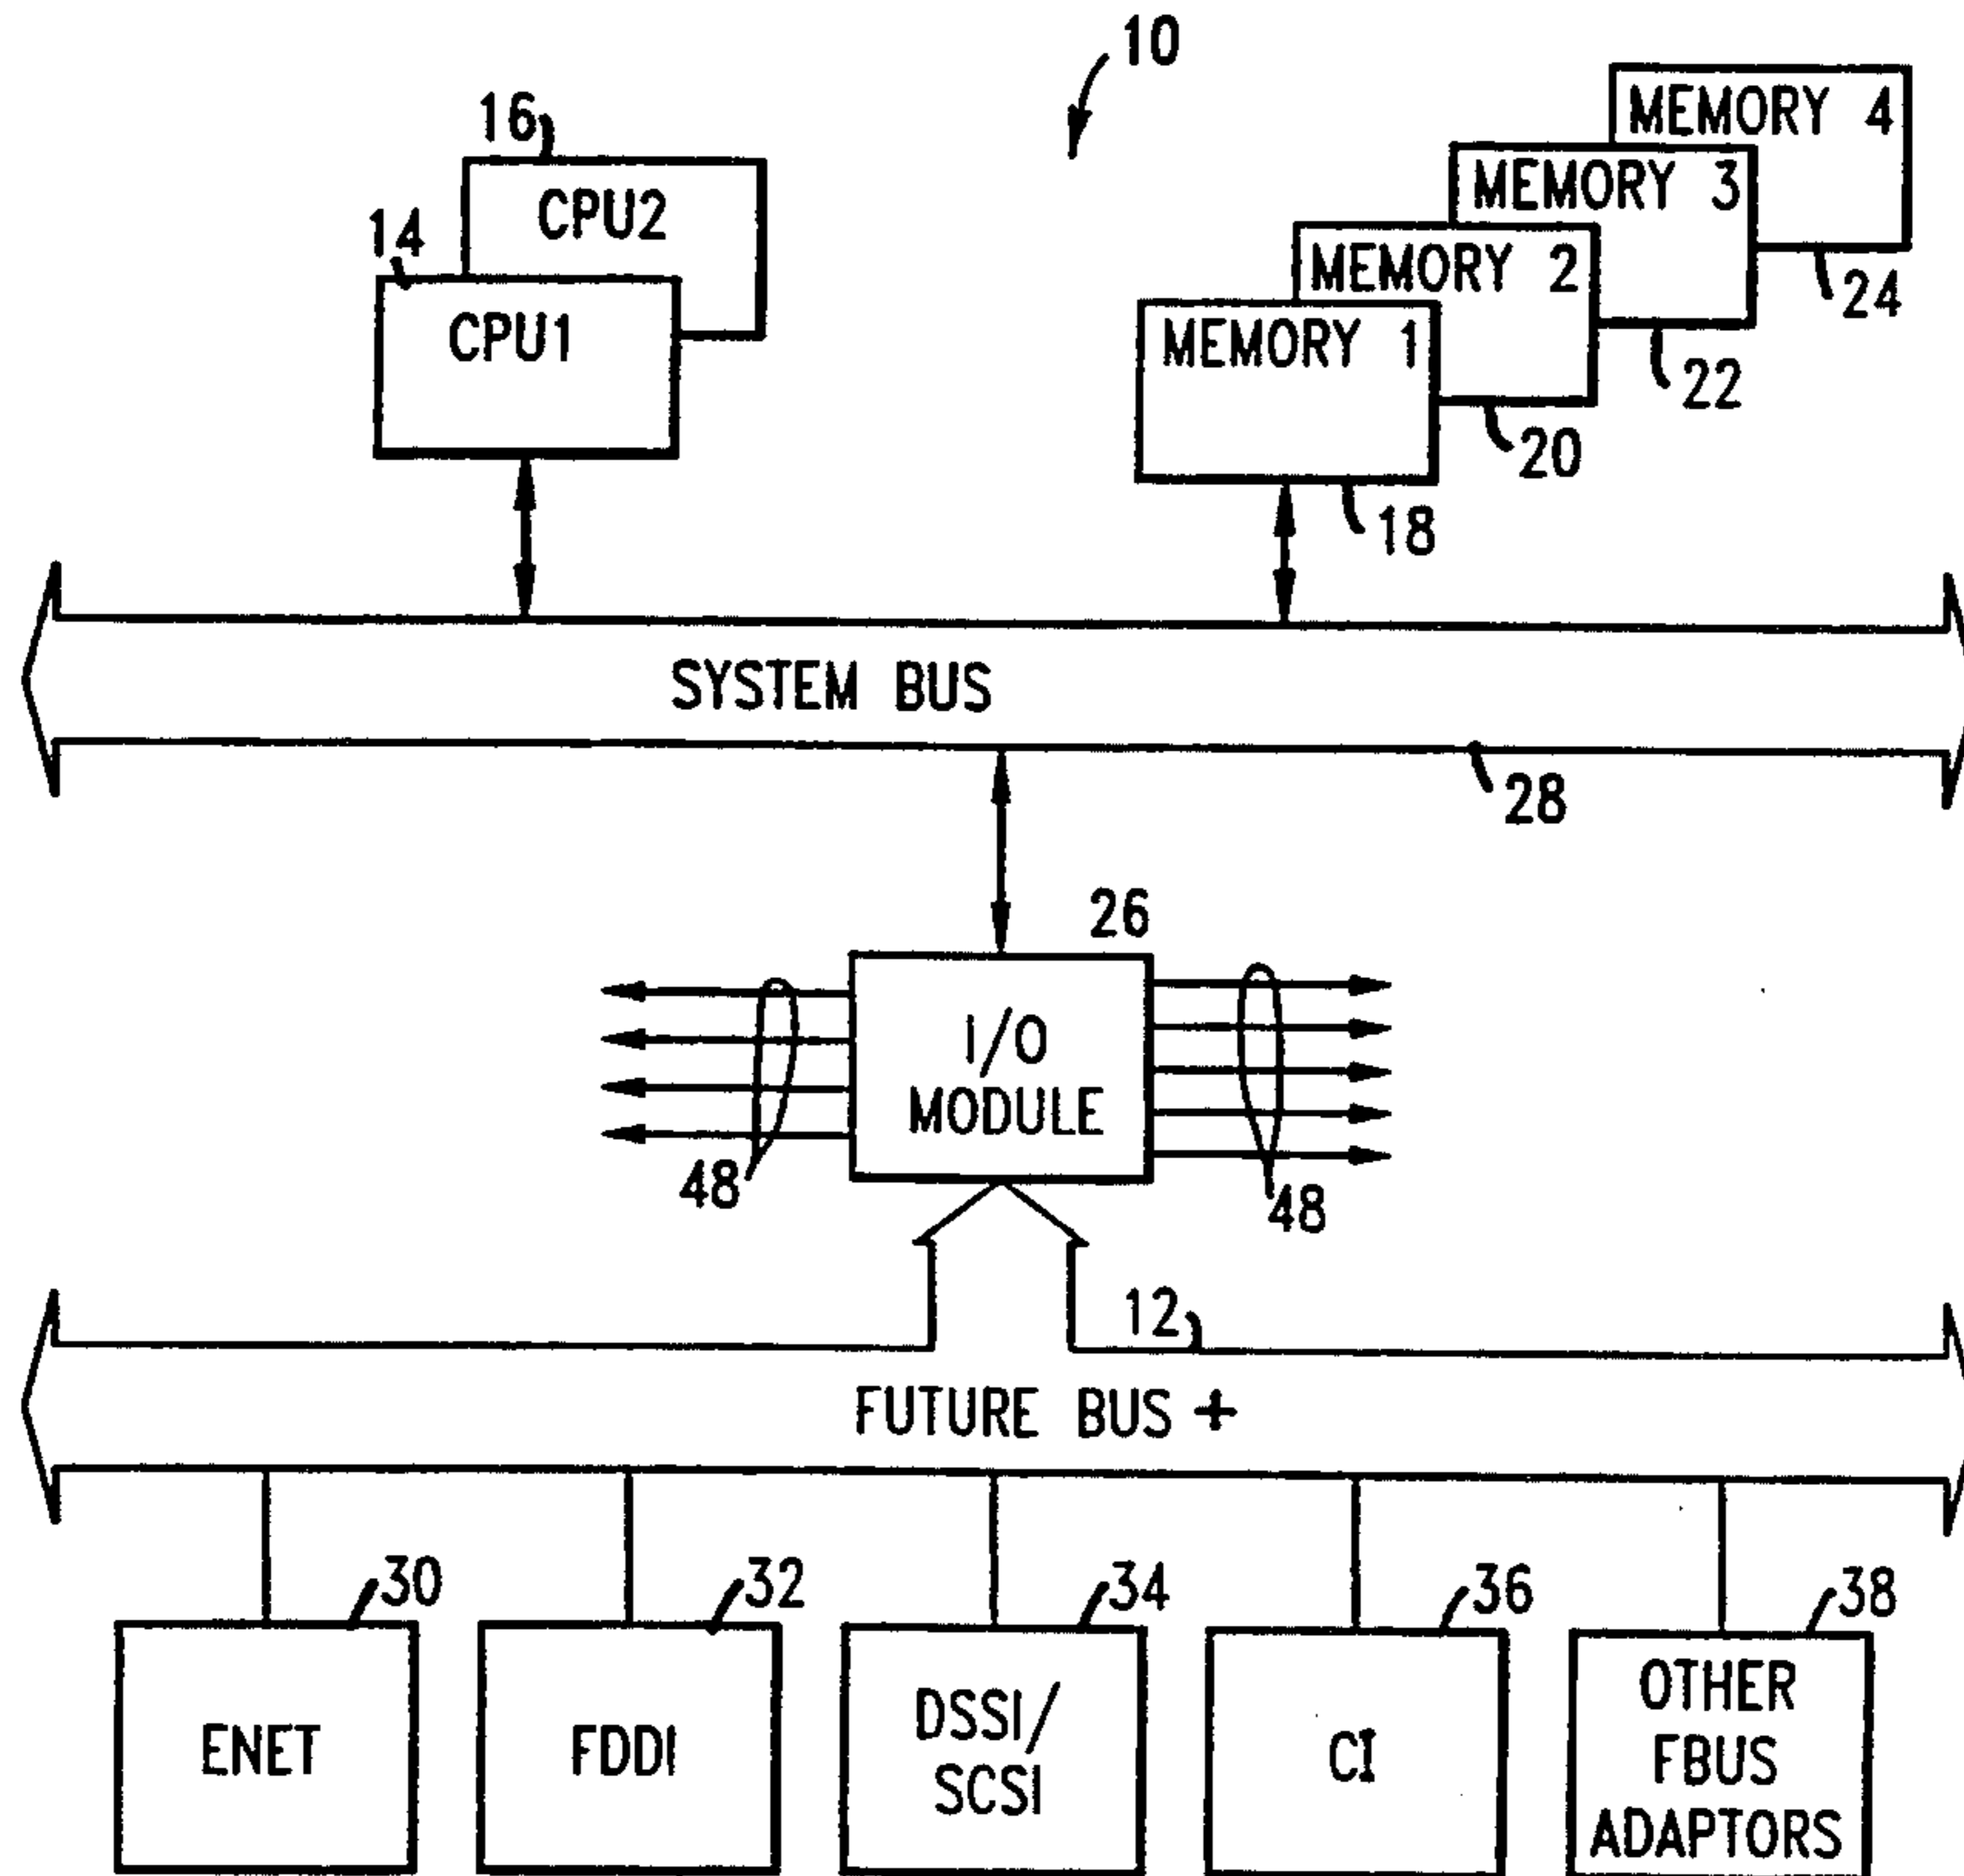 10
16
CPU2
14
CPU1
MEMORY 4
MEMORY 3
MEMORY 2
MEMORY 1
24
22
20
18
SYSTEM BUS
28
26
I/O
MODULE
48
48
12
FUTURE BUS +
30
32
34
36
38
ENET
FDDI
DSSI/
SCSI
CI
OTHER
FBUS
ADAPTORS